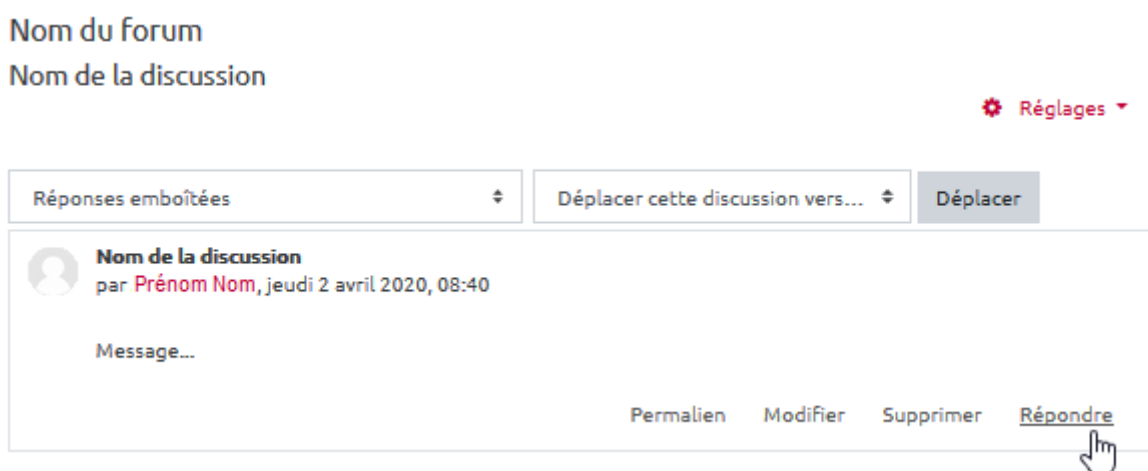 Nom du forum
Nom de la discussion
Réglages
Réponses emboîtées
Déplacer cette discussion vers... Déplacer
Nom de la discussion
par Prénom Nom, jeudi 2 avril 2020, 08:40
Message...
Permalien Modifier Supprimer Répondre